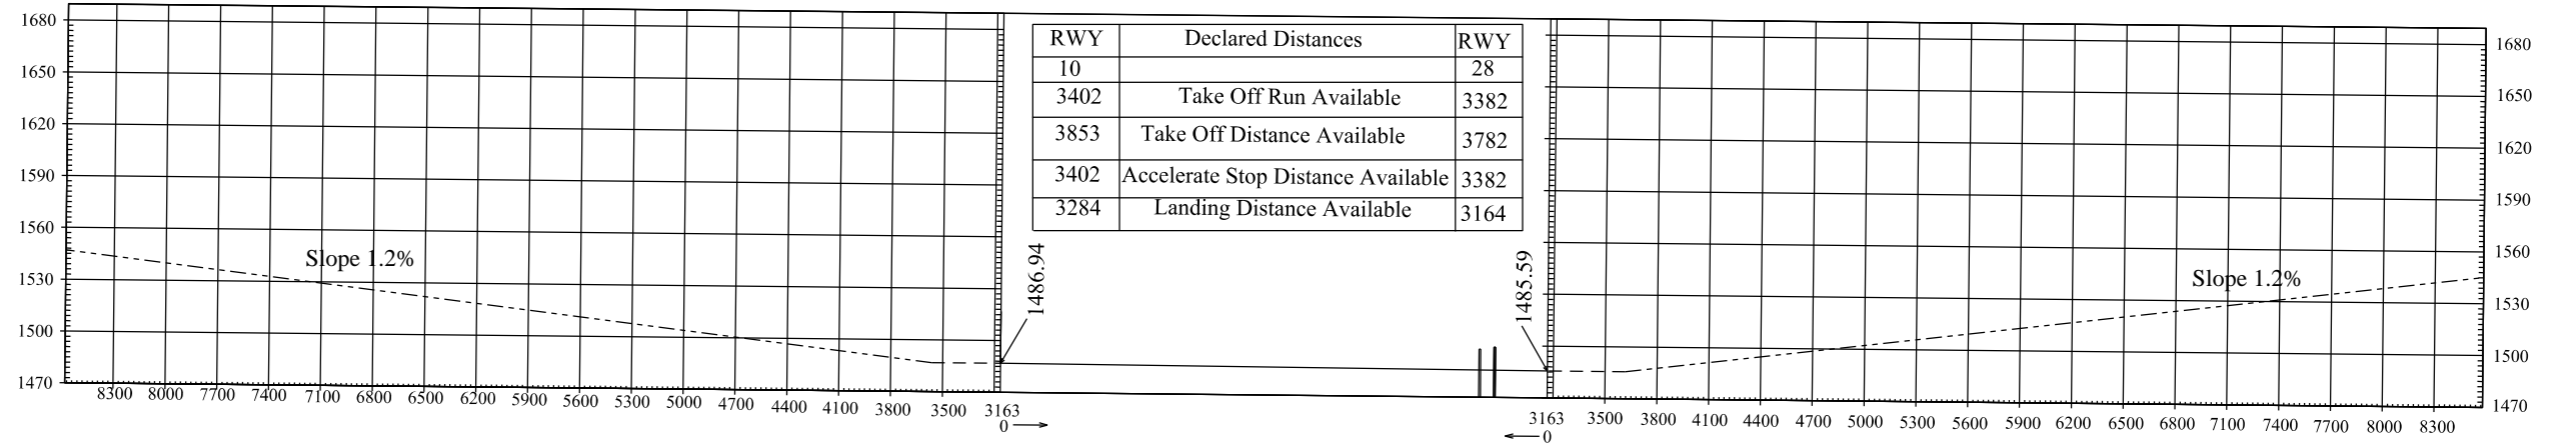 1680
1650
1620
1590
1560
1530
1500
1470
Slope 1.2%
8300 8000 7700 7400 7100 6800 6500 6200 5900 5600 5300 5000 4700 4400 4100 3800 3500 3163
0
1486.94
RWY Declared Distances RWY
10 28
3402 Take Off Run Available 3382
3853 Take Off Distance Available 3782
3402 Accelerate Stop Distance Available 3382
3284 Landing Distance Available 3164
1485.59
3163 3500 3800 4100 4400 4700 5000 5300 5600 5900 6200 6500 6800 7100 7400 7700 8000 8300
0
Slope 1.2%
1680
1650
1620
1590
1560
1530
1500
1470